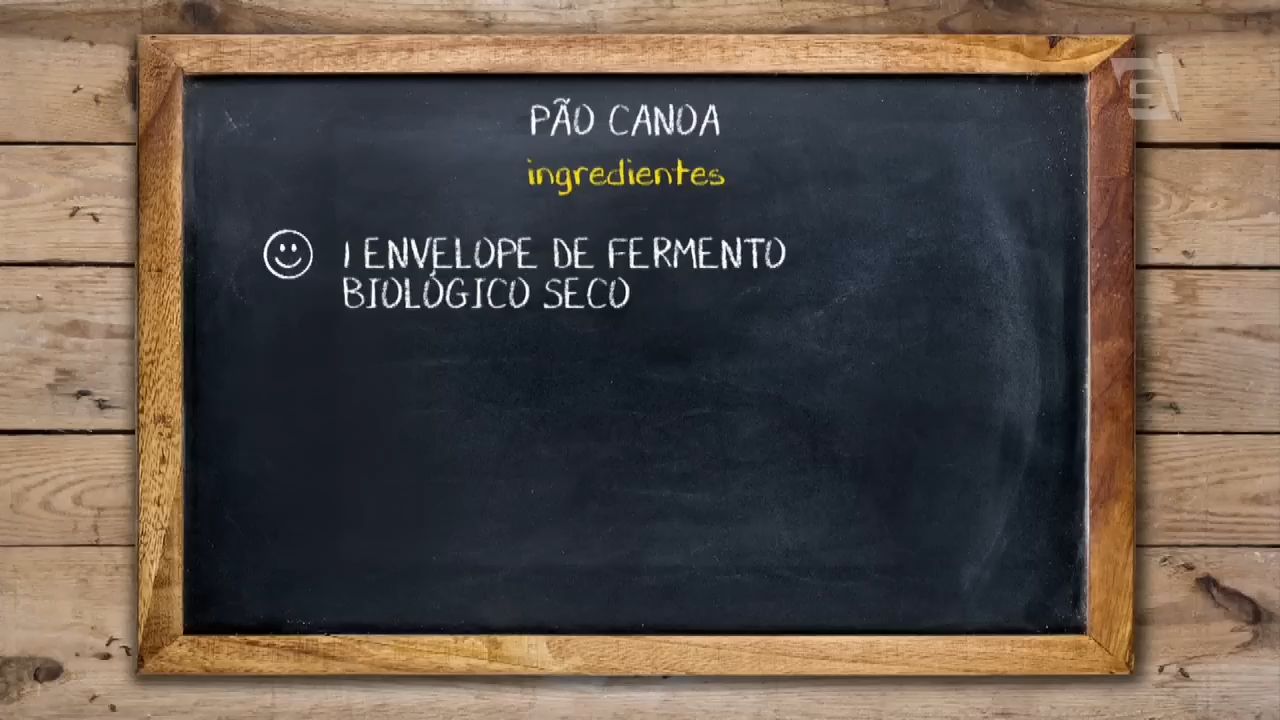 PÃO CANOA
ingredientes
1 ENVELOPE DE FERMENTO
BIOLÓGICO SECO